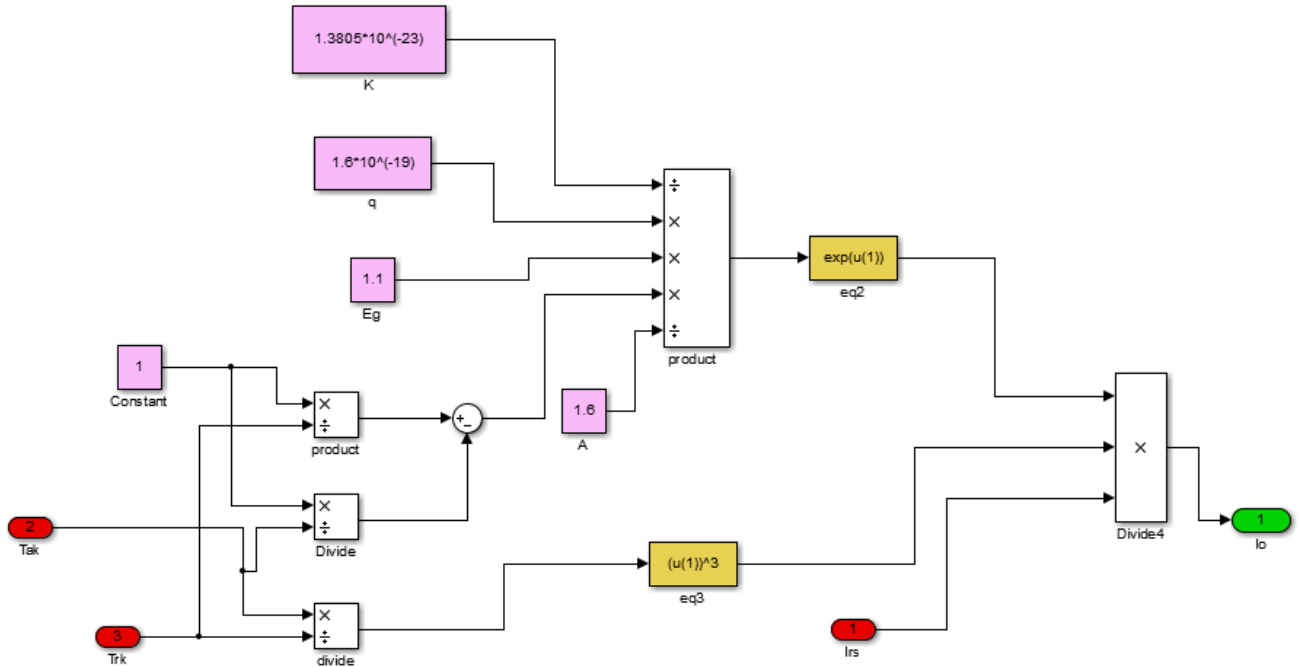 1.3805*10^(-23)
K
1.6*10^(-19)
q
÷
×
×
×
÷
product
1.1
Eg
exp(u(1))
eq2
1
Constant
×
÷
product
+
−
1.6
A
×
Divide4
×
÷
Divide
2
Tak
1
Io
(u(1))^3
eq3
×
÷
divide
3
Trk
1
Irs